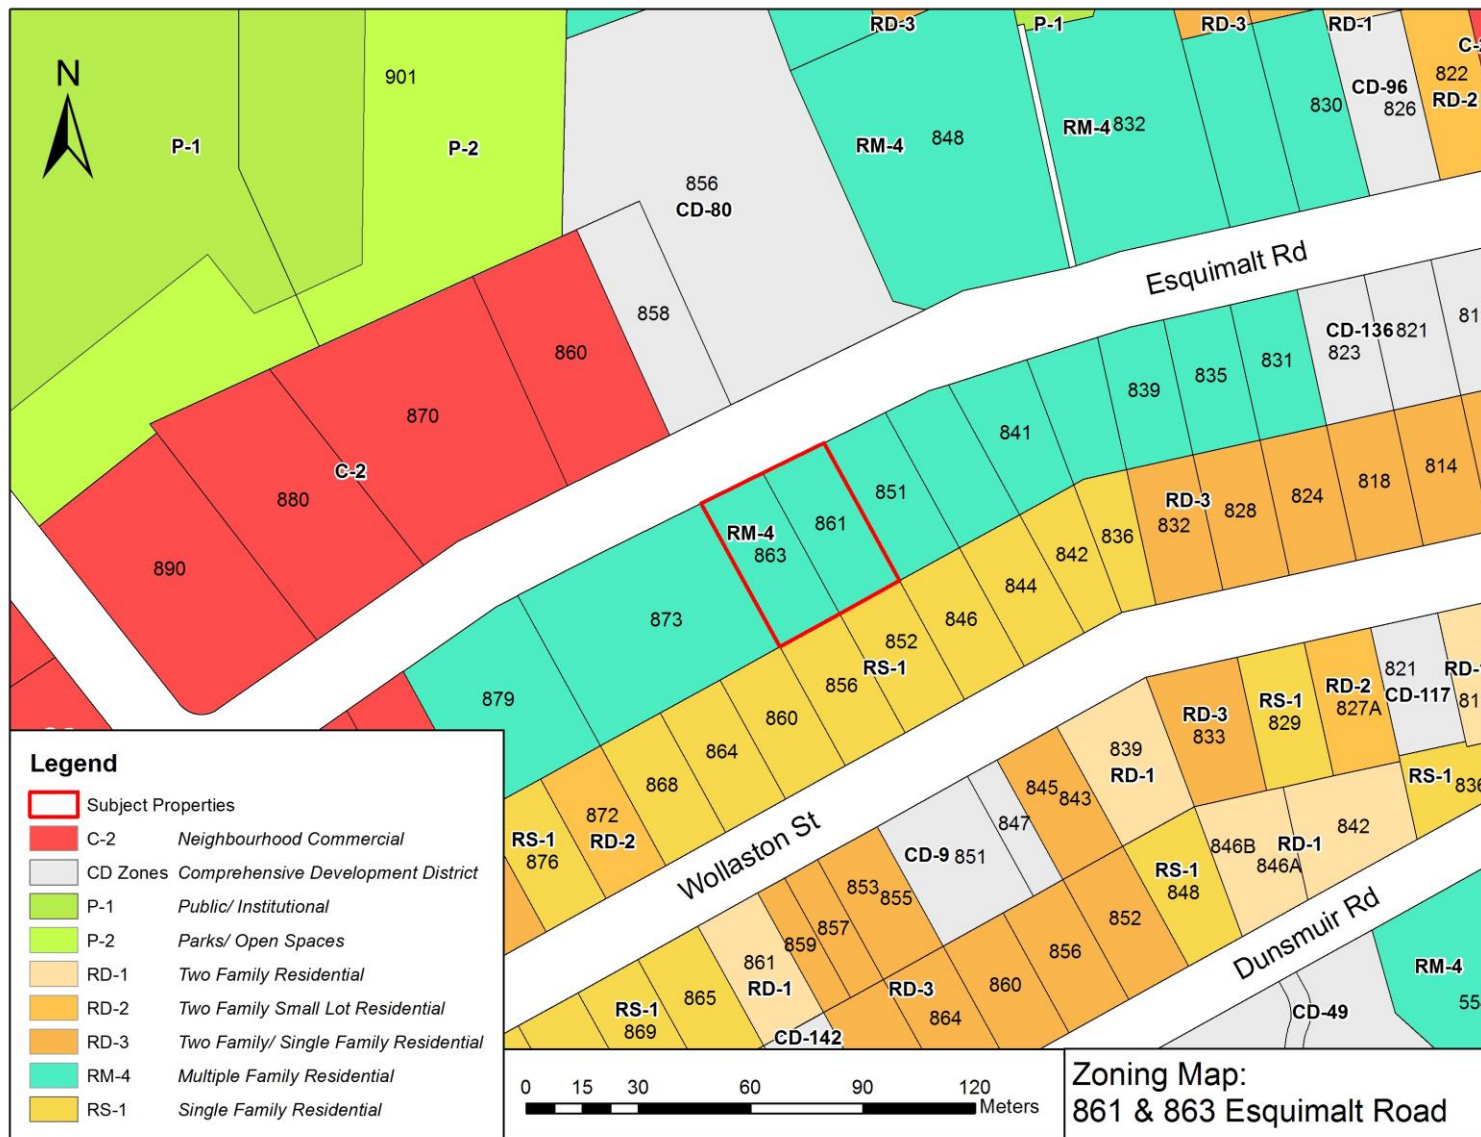 RD-3
P-1
RD-3
RD-1
N
901
822
CD-96
826
RD-2
830
P-1
P-2
RM-4
848
RM-4
832
856
CD-80
Esquimalt Rd
858
860
CD-136
821
823
831
835
839
870
841
C-2
880
851
814
818
824
RD-3
828
832
890
861
RM-4
863
836
842
844
846
873
852
RS-1
856
879
860
864
868
821
RD-2
CD-117
827A
RS-1
829
RD-3
833
839
RD-1
RS-1
836
872
RD-2
RS-1
876
845
843
847
842
RD-1
846B
846A
Wollaston St
CD-9
851
RS-1
848
853
855
857
859
852
856
Dunsmuir Rd
861
RD-1
RD-3
860
864
865
RS-1
869
RM-4
CD-49
CD-142
Legend
Subject Properties
C-2 Neighbourhood Commercial
CD Zones Comprehensive Development District
P-1 Public/ Institutional
P-2 Parks/ Open Spaces
RD-1 Two Family Residential
RD-2 Two Family Small Lot Residential
RD-3 Two Family/ Single Family Residential
RM-4 Multiple Family Residential
RS-1 Single Family Residential
0 15 30 60 90 120
Meters
Zoning Map:
861 & 863 Esquimalt Road